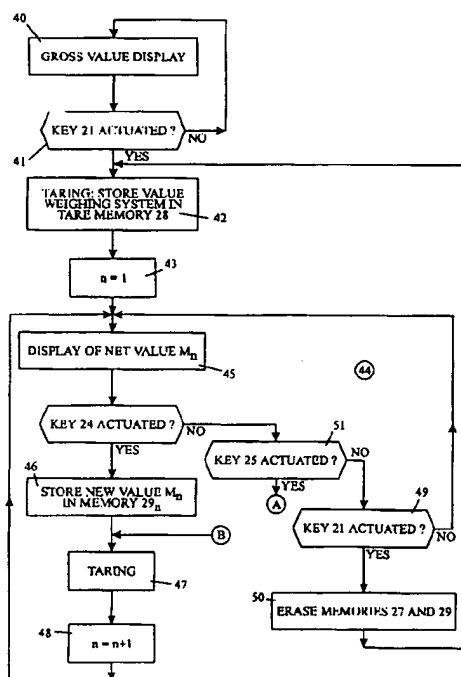 40
GROSS VALUE DISPLAY
KEY 21 ACTUATED ?
NO
41
YES
TARING: STORE VALUE
WEIGHING SYSTEM IN
TARE MEMORY 28
42
43
n = 1
DISPLAY OF NET VALUE Mn
45
44
KEY 24 ACTUATED ?
NO
51
YES
KEY 25 ACTUATED ?
NO
46
YES
49
STORE NEW VALUE Mn
IN MEMORY 29n
A
KEY 21 ACTUATED ?
NO
B
YES
TARING
47
50
ERASE MEMORIES 27 AND 29
48
n = n+1